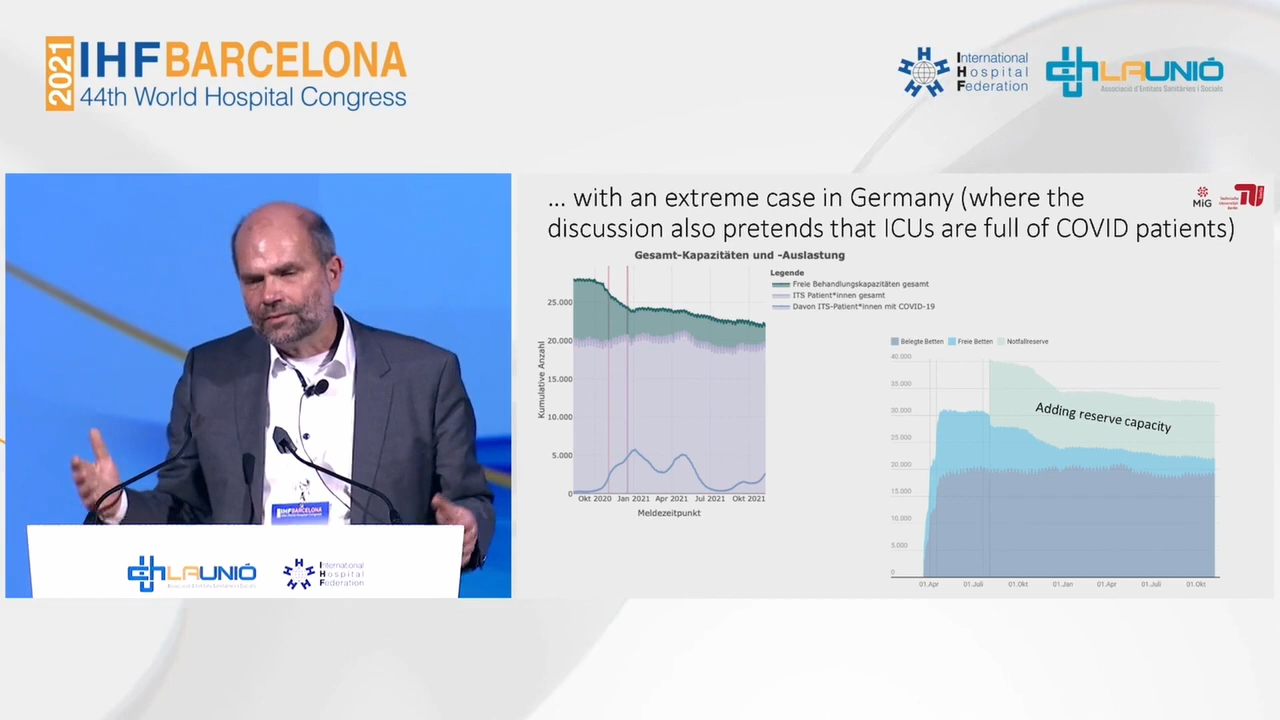 2021
IHF BARCELONA
44th World Hospital Congress
International
Hospital
Federation
LAUNIÓ
Associació d'Entitats Sanitàries i Socials
... with an extreme case in Germany (where the
discussion also pretends that ICUs are full of COVID patients)
MiG
Technische
Universität
Berlin
Gesamt-Kapazitäten und -Auslastung
Legende
Freie Behandlungskapazitäten gesamt
ITS Patient*innen gesamt
Davon ITS-Patient*innen mit COVID-19
Kumulative Anzahl
25.000
20.000
15.000
10.000
5.000
0
Okt 2020 Jan 2021 Apr 2021 Jul 2021 Okt 2021
Meldezeitpunkt
Belegte Betten Freie Betten Notfallreserve
40.000
35.000
30.000
25.000
20.000
15.000
10.000
5.000
0
Adding reserve capacity
01.Apr 01.Juli 01.Okt 01.Jan 01.Apr 01.Juli 01.Okt
IHFBARCELONA
LAUNIÓ
International
Hospital
Federation